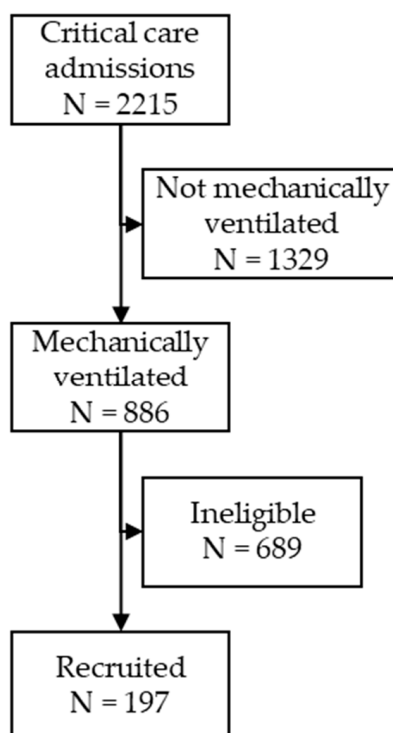 Critical care
admissions
N = 2215
Not mechanically
ventilated
N = 1329
Mechanically
ventilated
N = 886
Ineligible
N = 689
Recruited
N = 197